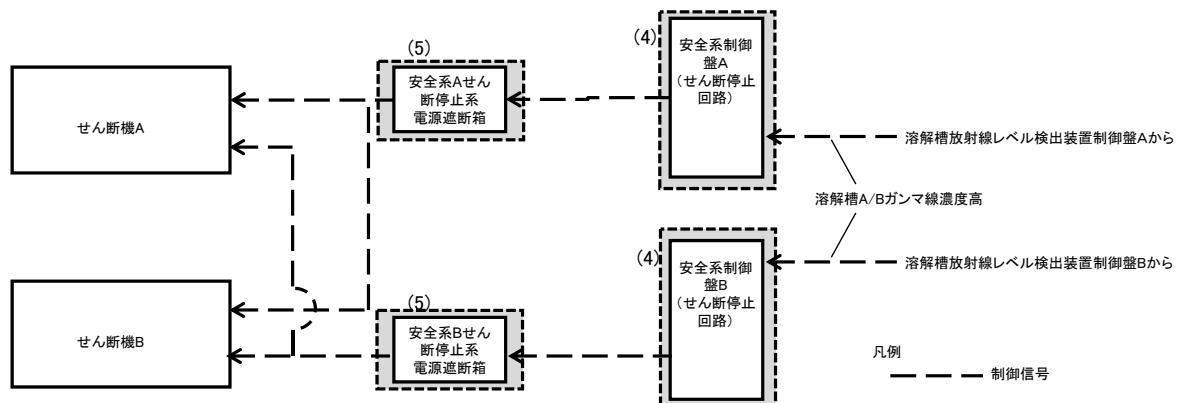 (4)
(5)
安全系制御
盤A
(せん断停止
回路)
安全系Aせん
断停止系
電源遮断箱
せん断機A
溶解槽放射線レベル検出装置制御盤Aから
溶解槽A/Bガンマ線濃度高
(4)
安全系制御
盤B
(せん断停止
回路)
溶解槽放射線レベル検出装置制御盤Bから
(5)
安全系Bせん
断停止系
電源遮断箱
せん断機B
凡例
制御信号